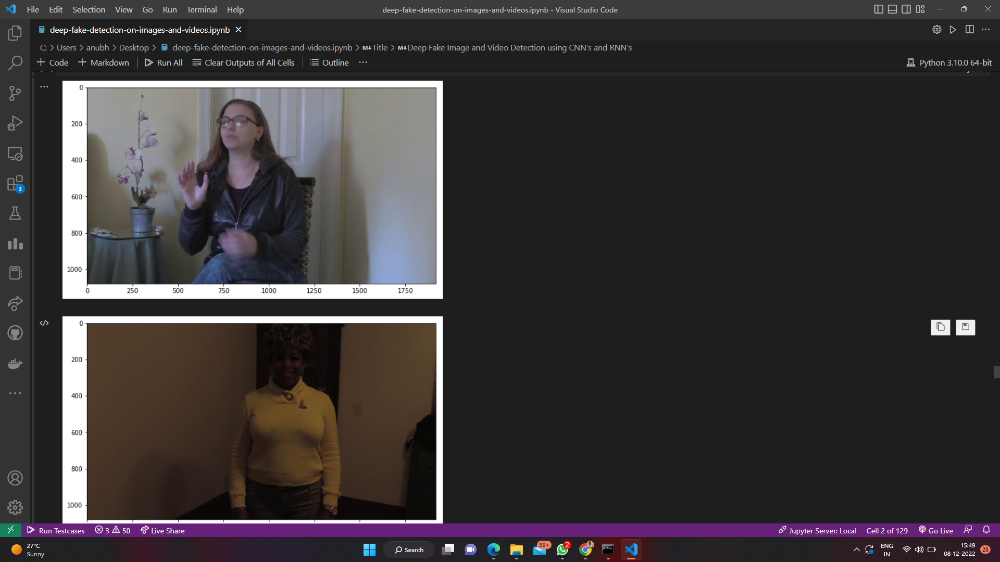 File Edit Selection View Go Run Terminal Help
deep-fake-detection-on-images-and-videos.ipynb - Visual Studio Code
deep-fake-detection-on-images-and-videos.ipynb
C: > Users > anubh > Desktop > deep-fake-detection-on-images-and-videos.ipynb > M↓Title > M↓Deep Fake Image and Video Detection using CNN's and RNN's
+ Code + Markdown Run All Clear Outputs of All Cells Outline ...
Python 3.10.0 64-bit
0
200
400
600
800
1000
0 250 500 750 1000 1250 1500 1750
3
0
200
400
600
800
1000
Run Testcases 3 50 Live Share
Jupyter Server: Local Cell 2 of 129 Go Live
27°C
Sunny
Search
99+
2
ENG
IN
15:49
08-12-2022
28